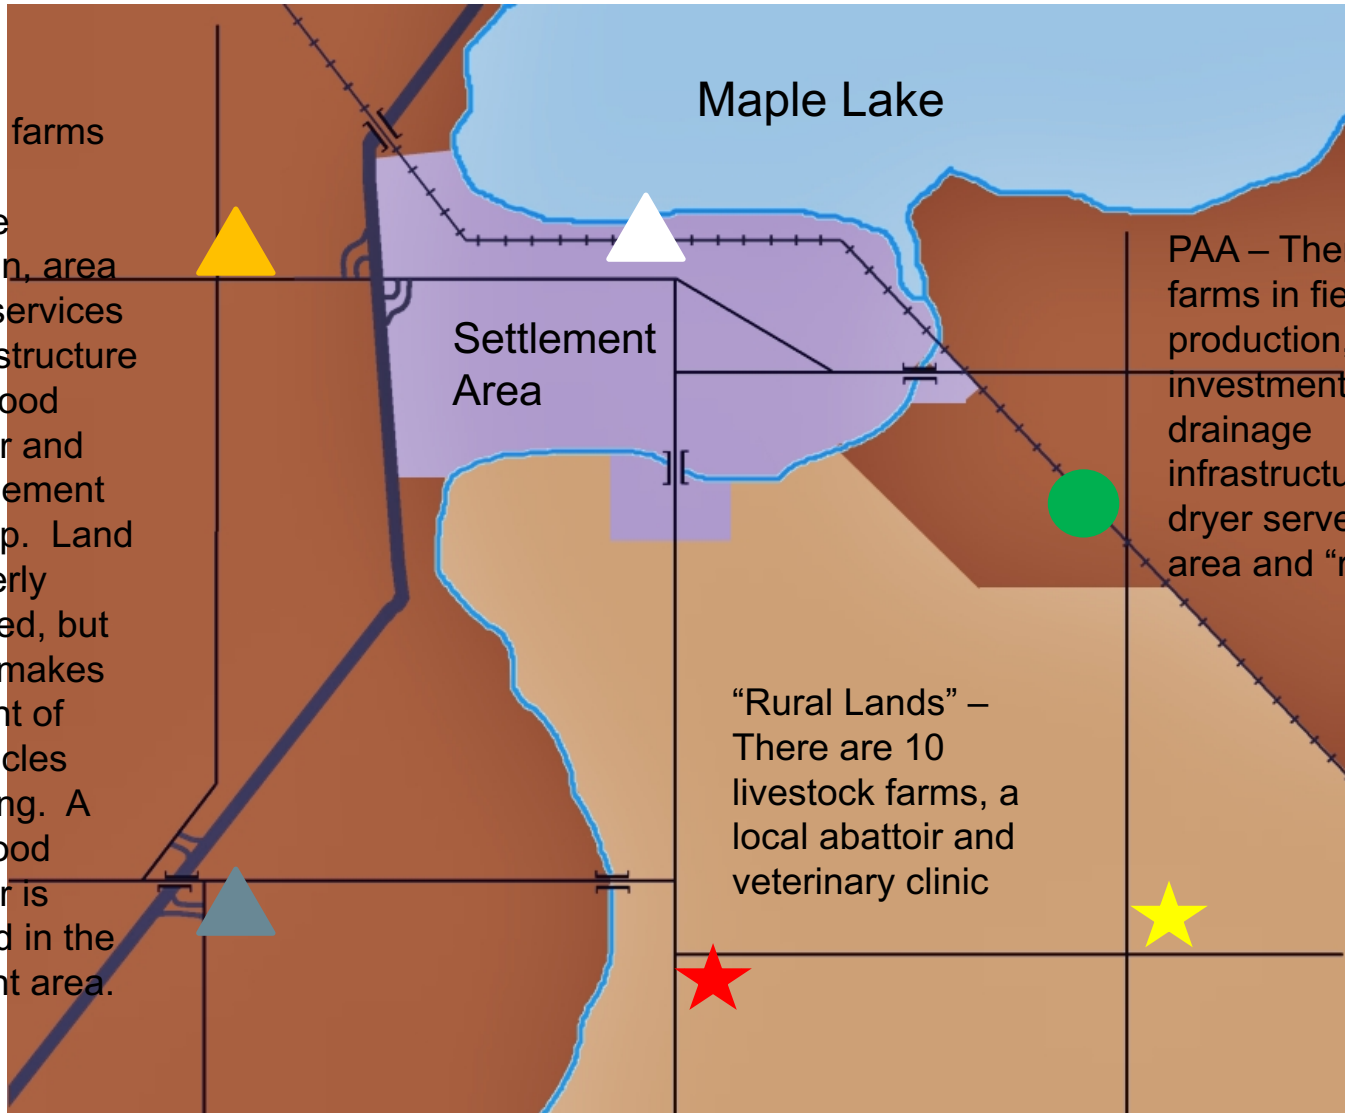 farms
e
n, area
services
structure
ood
r and
ement
p. Land
erly
ed, but
makes
nt of
cles
ng. A
ood
r is
d in the
nt area.
Maple Lake
Settlement
Area
“Rural Lands” –
There are 10
livestock farms, a
local abattoir and
veterinary clinic
PAA – The
farms in fie
production.
investment
drainage
infrastructu
dryer serve
area and “r